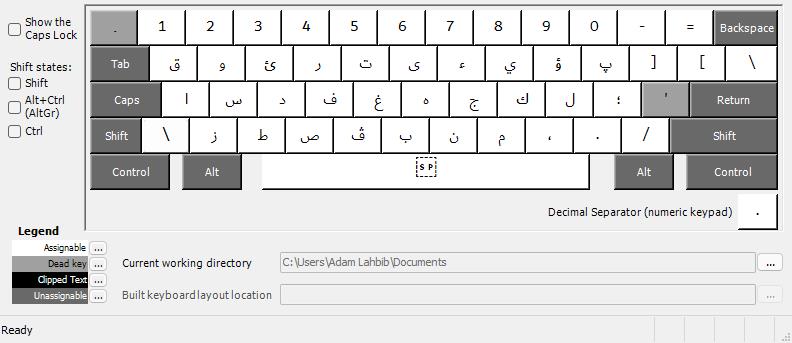 Show the
Caps Lock
Shift states:
Shift
Alt+Ctrl
(AltGr)
Ctrl
. 1 2 3 4 5 6 7 8 9 0 - = Backspace
Tab ق و ئ ر ت ى ء ي ؤ پ ] [ \
Caps ا س د ف غ ه ج ك ل ؛ ' Return
Shift \ ز ط ص ڤ ب ن م ، . / Shift
Control Alt SP Alt Control
Decimal Separator (numeric keypad) .
Legend
Assignable ...
Dead key ...
Clipped Text ...
Unassignable ...
Current working directory C:\Users\Adam Lahbib\Documents ...
Built keyboard layout location ...
Ready